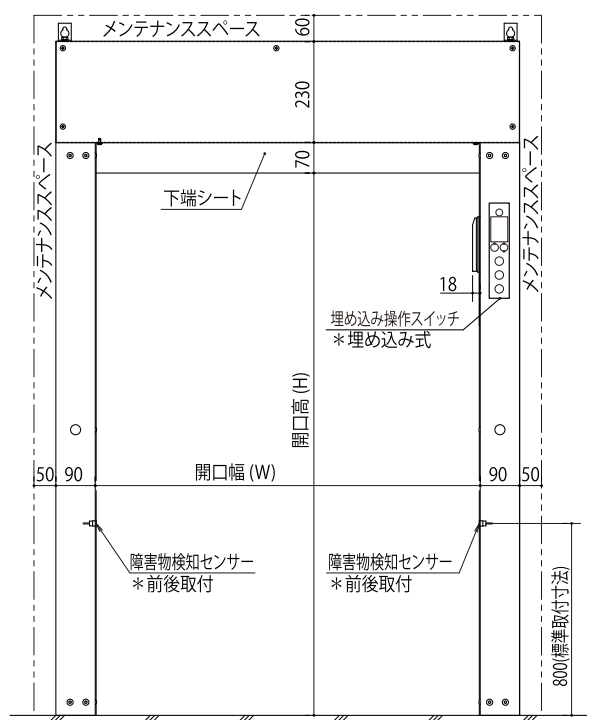 メンテナンススペース
60
230
70
メンテナンススペース
メンテナンススペース
下端シート
18
埋め込み操作スイッチ
＊埋め込み式
開口高(H)
50
90
開口幅(W)
90
50
障害物検知センサー
＊前後取付
障害物検知センサー
＊前後取付
800(標準取付寸法)